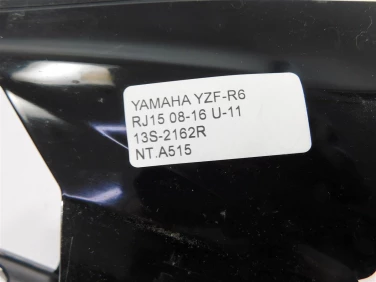 YAMAHA YZF-R6
RJ15 08-16 U-11
13S-2162R
NT.A515